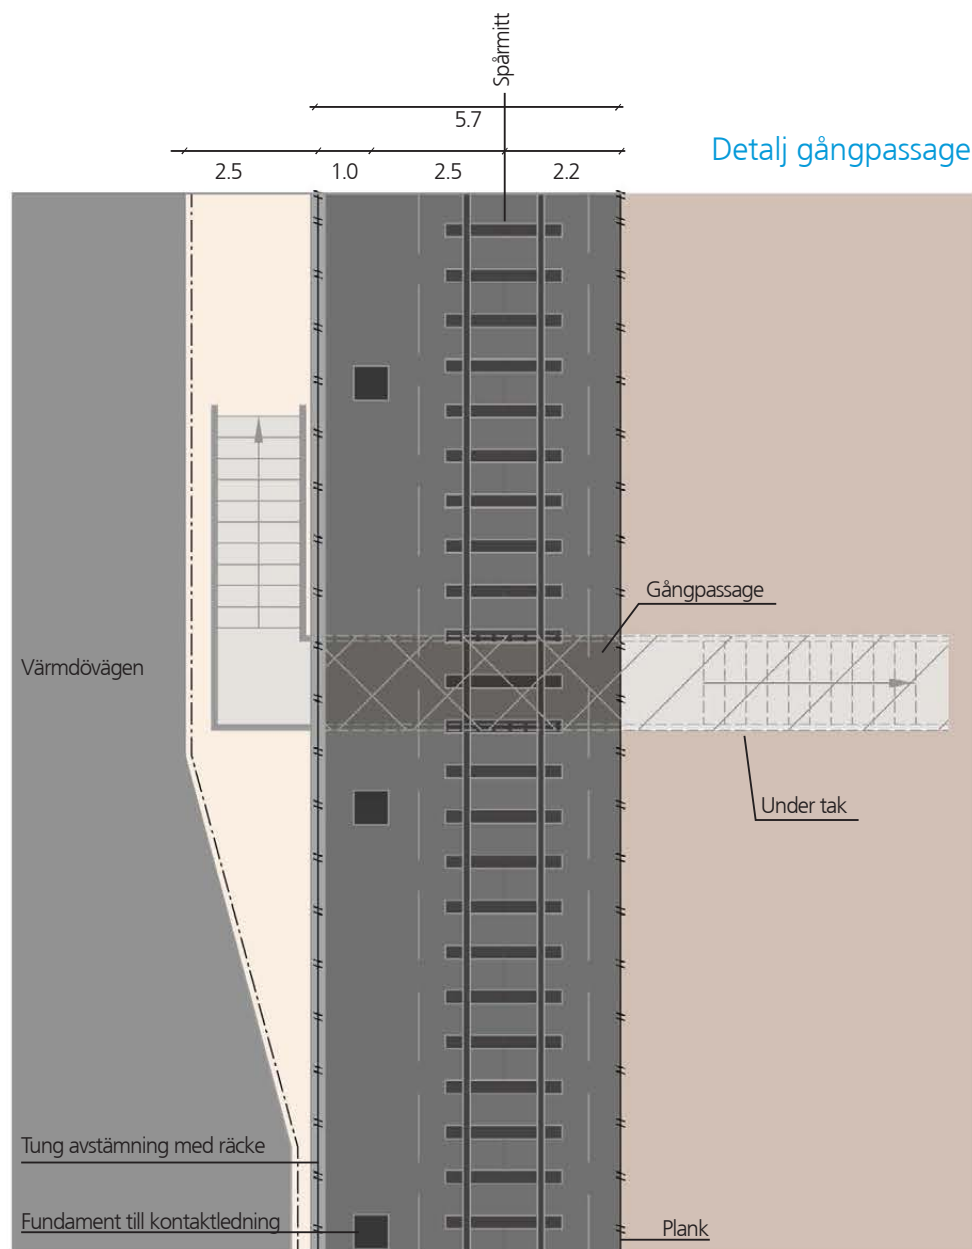 Spårmitt
5.7
Detalj gångpassage
2.5 1.0 2.5 2.2
Gångpassage
Värmdövägen
Under tak
Tung avstämning med räcke
Fundament till kontaktledning
Plank